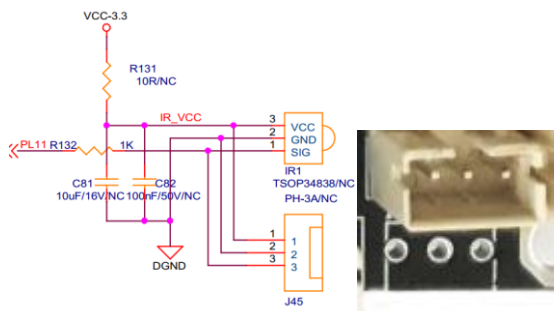 VCC-3.3
R131
10R/NC
IR_VCC
3 VCC
2 GND
1 SIG
PL11 R132 1K
IR1
TSOP34838/NC
PH-3A/NC
C81
10uF/16V/NC
C82
100nF/50V/NC
DGND
1 1
2 2
3 3
J45